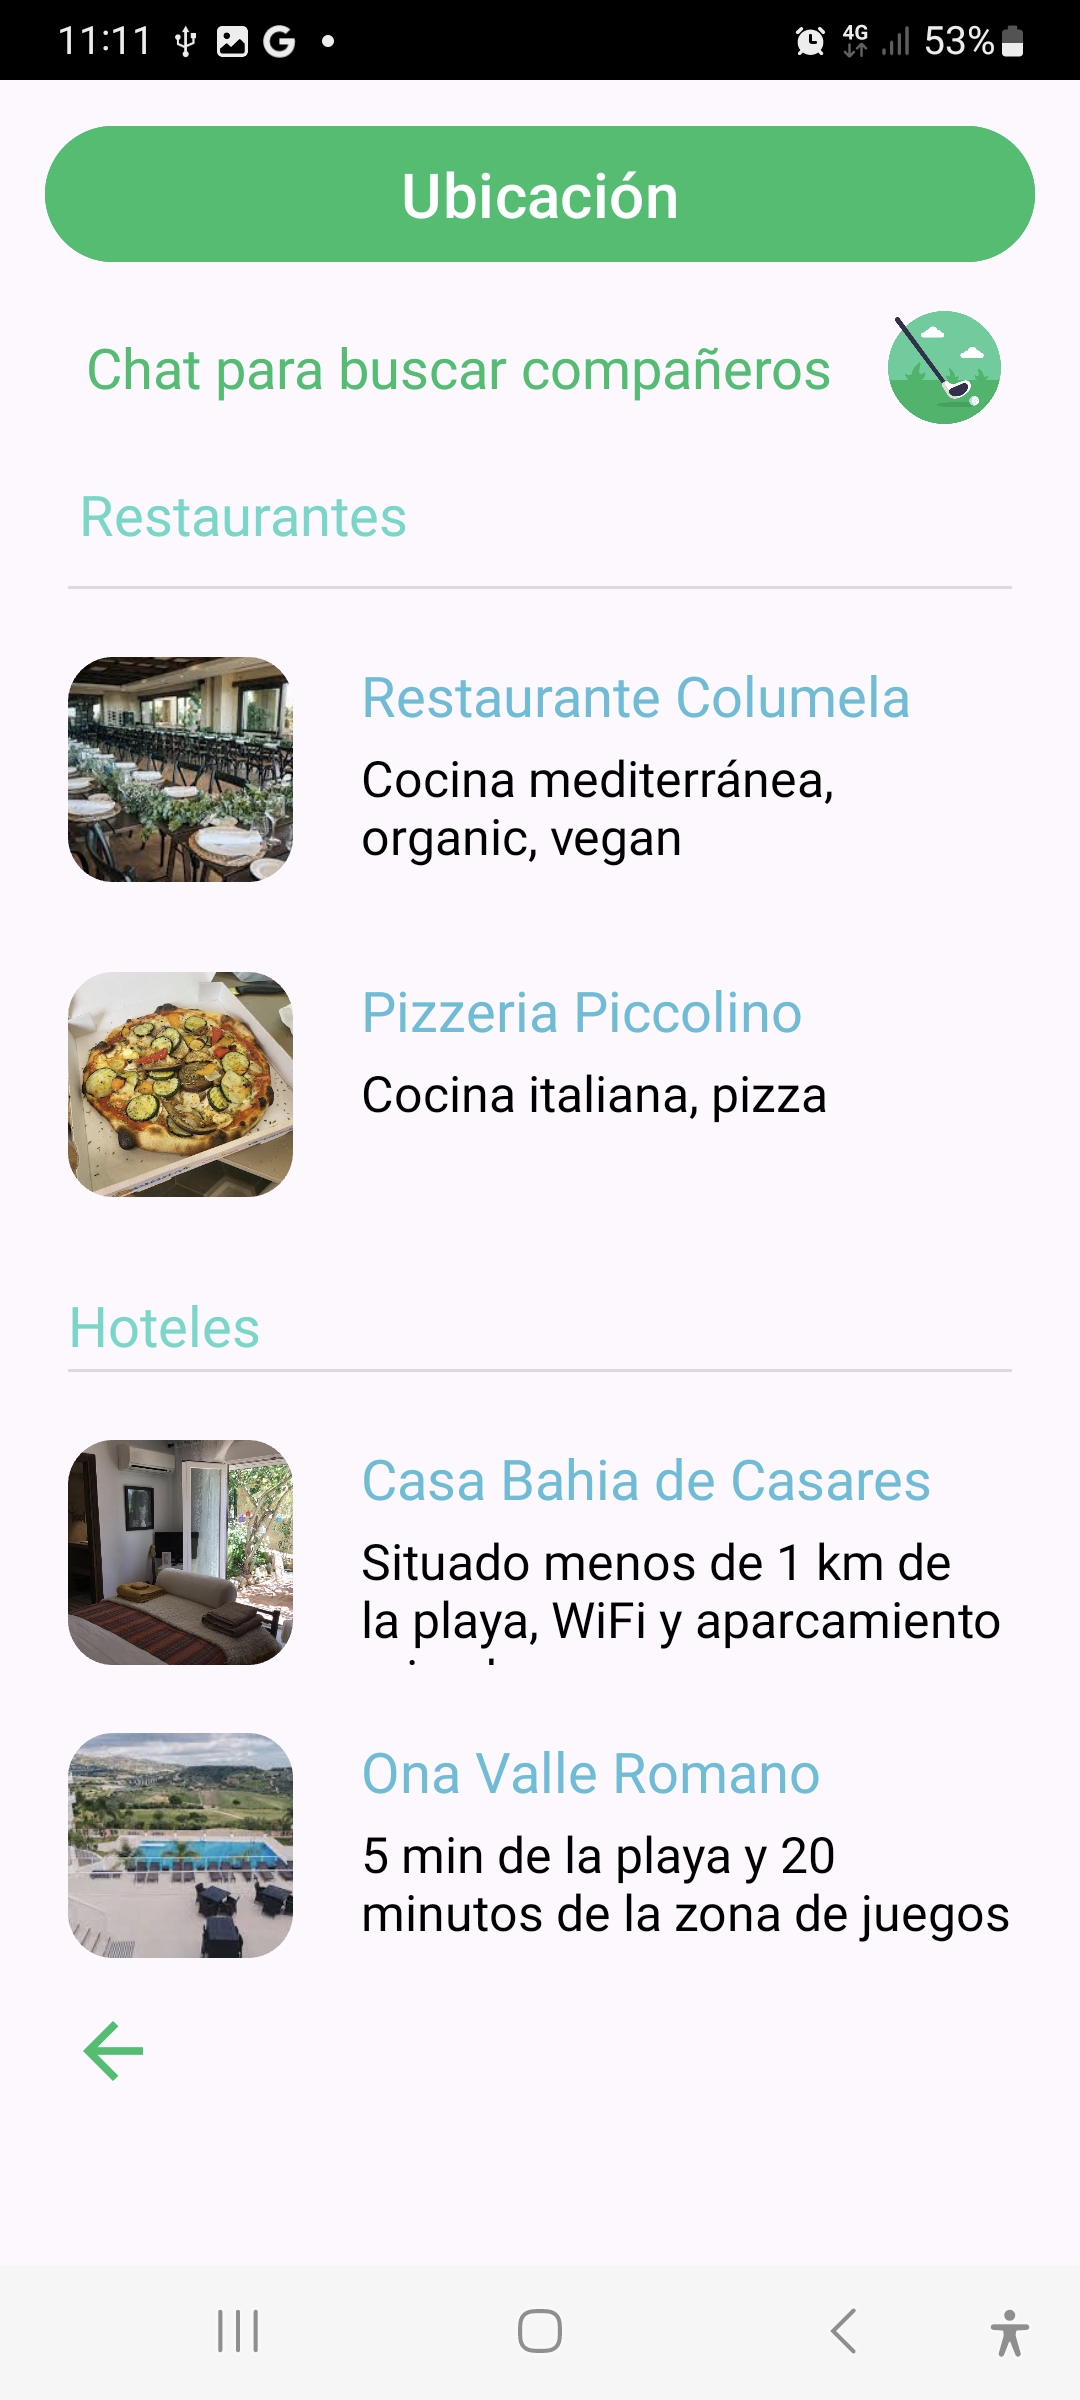 11:11
4G
53%
Ubicación
Chat para buscar compañeros
Restaurantes
Restaurante Columela
Cocina mediterránea,
organic, vegan
Pizzeria Piccolino
Cocina italiana, pizza
Hoteles
Casa Bahia de Casares
Situado menos de 1 km de
la playa, WiFi y aparcamiento
Ona Valle Romano
5 min de la playa y 20
minutos de la zona de juegos